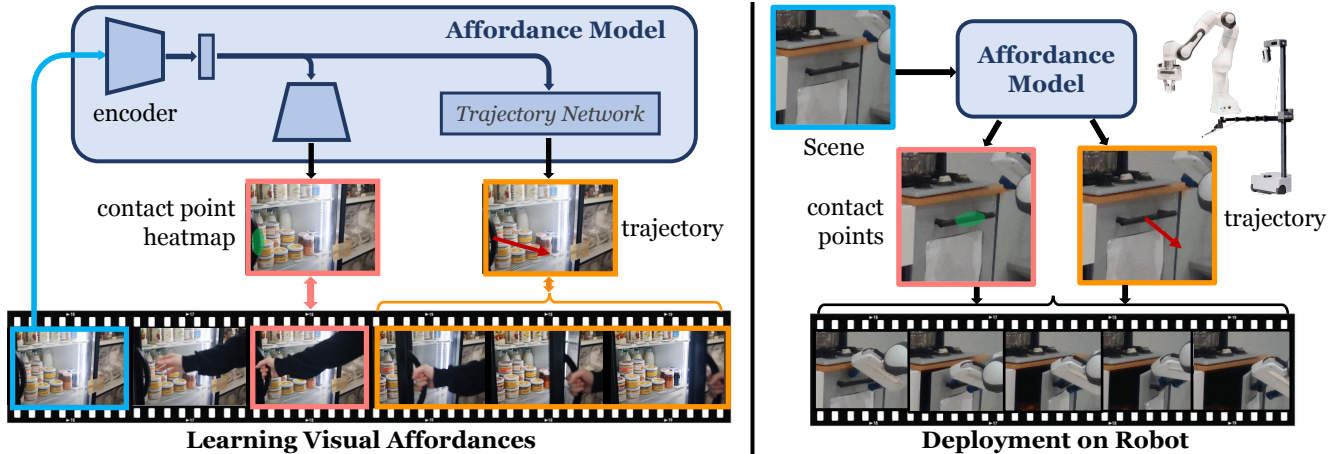 Affordance Model
encoder
Trajectory Network
contact point
heatmap
trajectory
Learning Visual Affordances
Affordance
Model
Scene
contact
points
trajectory
Deployment on Robot